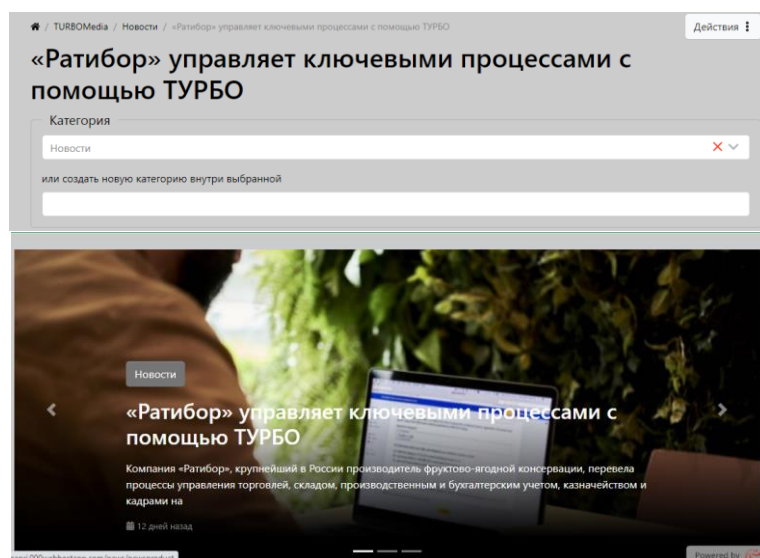 / TURBOMedia / Новости / «Ратибор» управляет ключевыми процессами с помощью ТУРБО
Действия
«Ратибор» управляет ключевыми процессами с
помощью ТУРБО
Категория
Новости
или создать новую категорию внутри выбранной
Новости
«Ратибор» управляет ключевыми процессами с
помощью ТУРБО
Компания «Ратибор», крупнейший в России производитель фруктово-ягодной консервации, перевела
процессы управления торговлей, складом, производственным и бухгалтерским учетом, казначейством и
кадрами на
12 дней назад
Powered by